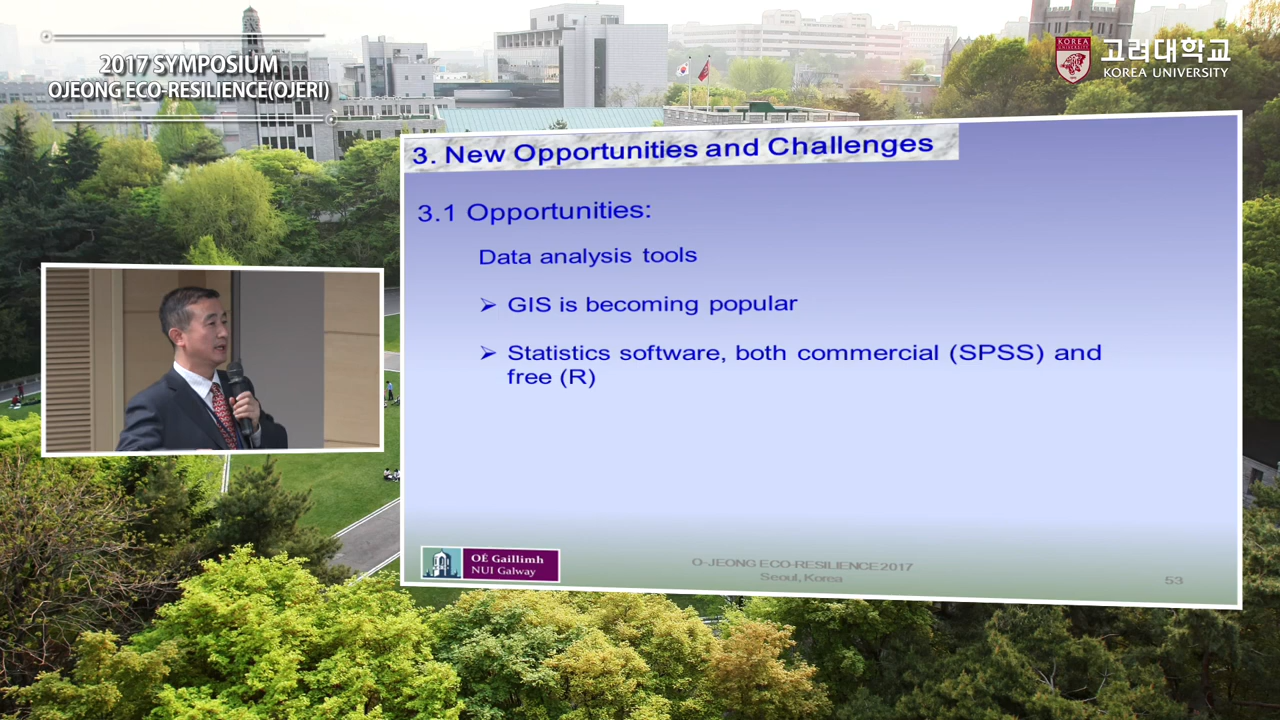 2017 SYMPOSIUM
OJEONG ECO-RESILIENCE(OJERI)
KOREA
UNIVERSITY
고려대학교
KOREA UNIVERSITY
3. New Opportunities and Challenges
3.1 Opportunities:
Data analysis tools
➢ GIS is becoming popular
➢ Statistics software, both commercial (SPSS) and
free (R)
OÉ Gaillimh
NUI Galway
O-JEONG ECO-RESILIENCE 2017
Seoul, Korea
53